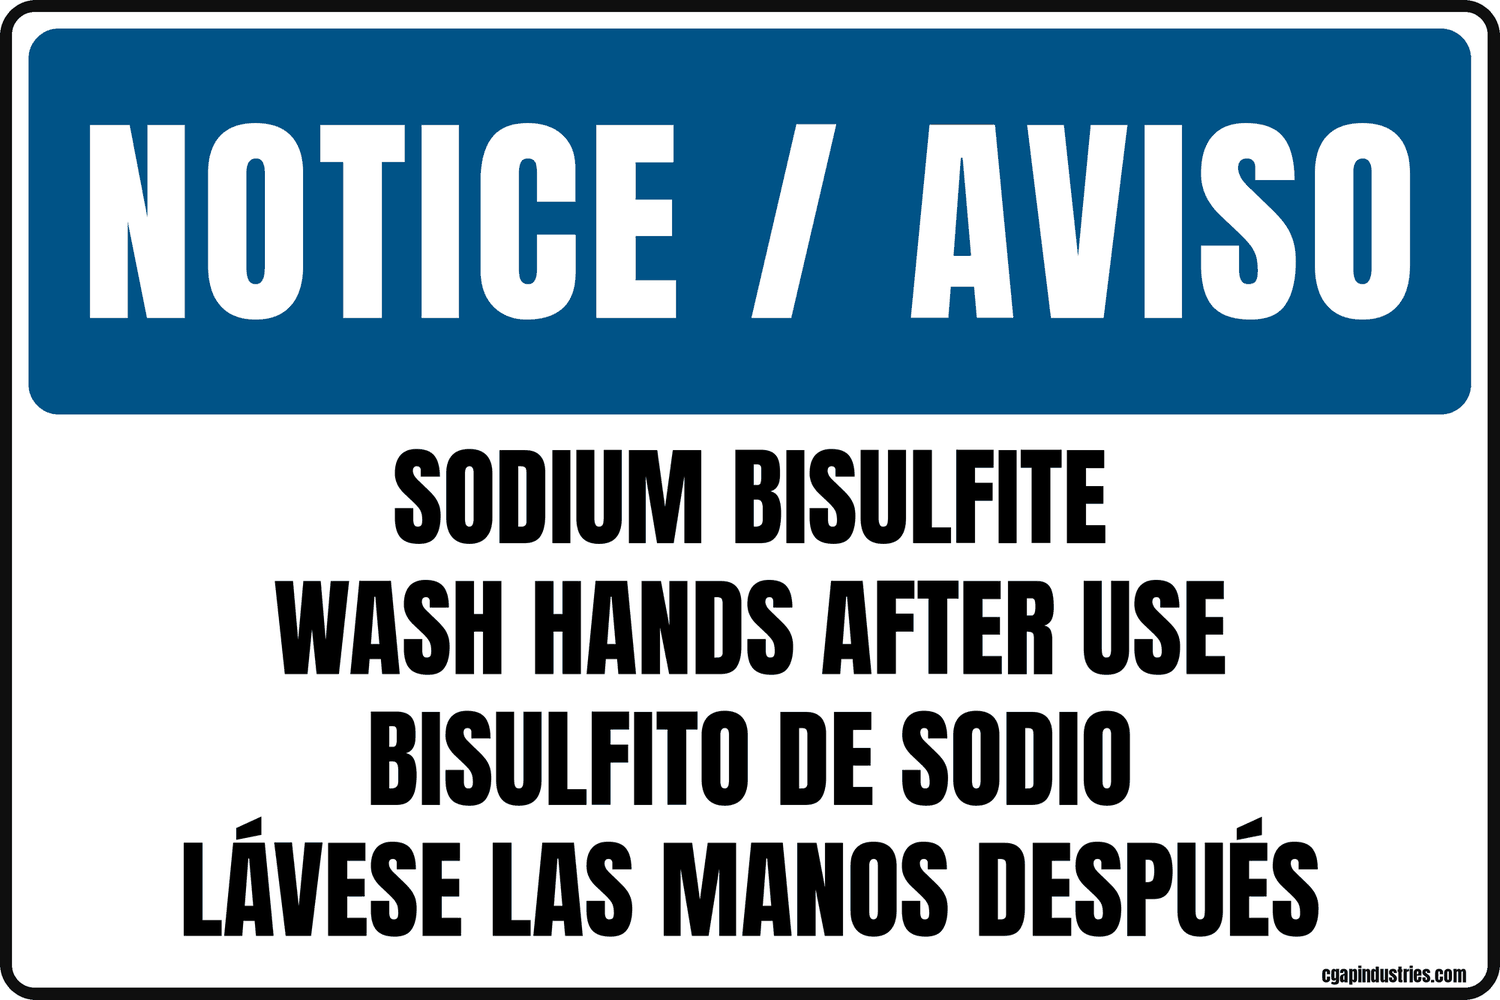 NOTICE / AVISO
SODIUM BISULFITE
WASH HANDS AFTER USE
BISULFITO DE SODIO
LÁVESE LAS MANOS DESPUÉS
cgapindustries.com